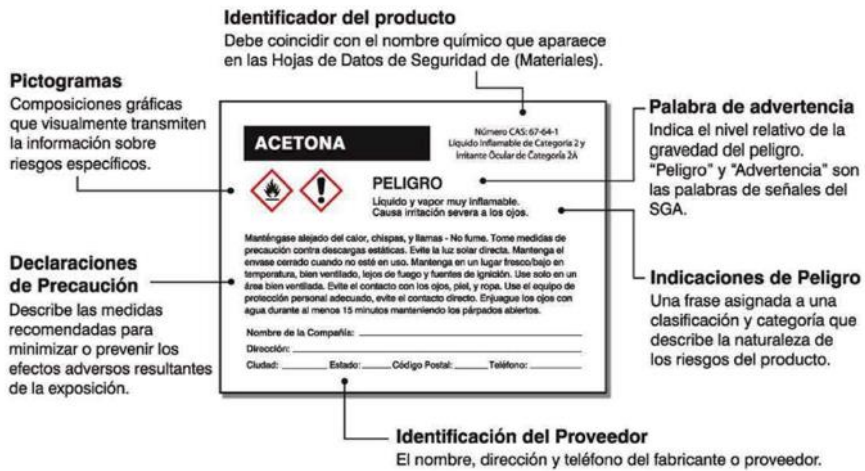 Identificador del producto
Debe coincidir con el nombre químico que aparaece
en las Hojas de Datos de Seguridad de (Materiales).
Pictogramas
Composiciones gráficas
que visualmente transmiten
la información sobre
riesgos específicos.
ACETONA
Número CAS: 67-64-1
Líquido Inflamable de Categoría 2 y
Irritante Ocular de Categoría 2A
PELIGRO
Líquido y vapor muy inflamable.
Causa irritación severa a los ojos.
Palabra de advertencia
Indica el nivel relativo de la
gravedad del peligro.
“Peligro” y “Advertencia” son
las palabras de señales del
SGA.
Manténgase alejado del calor, chispas, y llamas - No fume. Tome medidas de
precaución contra descargas estáticas. Evite la luz solar directa. Mantenga el
envase cerrado cuando no esté en uso. Mantenga en un lugar fresco/bajo en
temperatura, bien ventilado, lejos de fuego y fuentes de ignición. Use solo en un
área bien ventilada. Evite el contacto con los ojos, piel, y ropa. Use el equipo de
protección personal adecuado, evite el contacto directo. Enjuague los ojos con
agua durante al menos 15 minutos manteniendo los párpados abiertos.
Declaraciones
de Precaución
Describe las medidas
recomendadas para
minimizar o prevenir los
efectos adversos resultantes
de la exposición.
Indicaciones de Peligro
Una frase asignada a una
clasificación y categoría que
describe la naturaleza de
los riesgos del producto.
Nombre de la Compañía:
Dirección:
Ciudad: Estado: Código Postal: Teléfono:
Identificación del Proveedor
El nombre, dirección y teléfono del fabricante o proveedor.